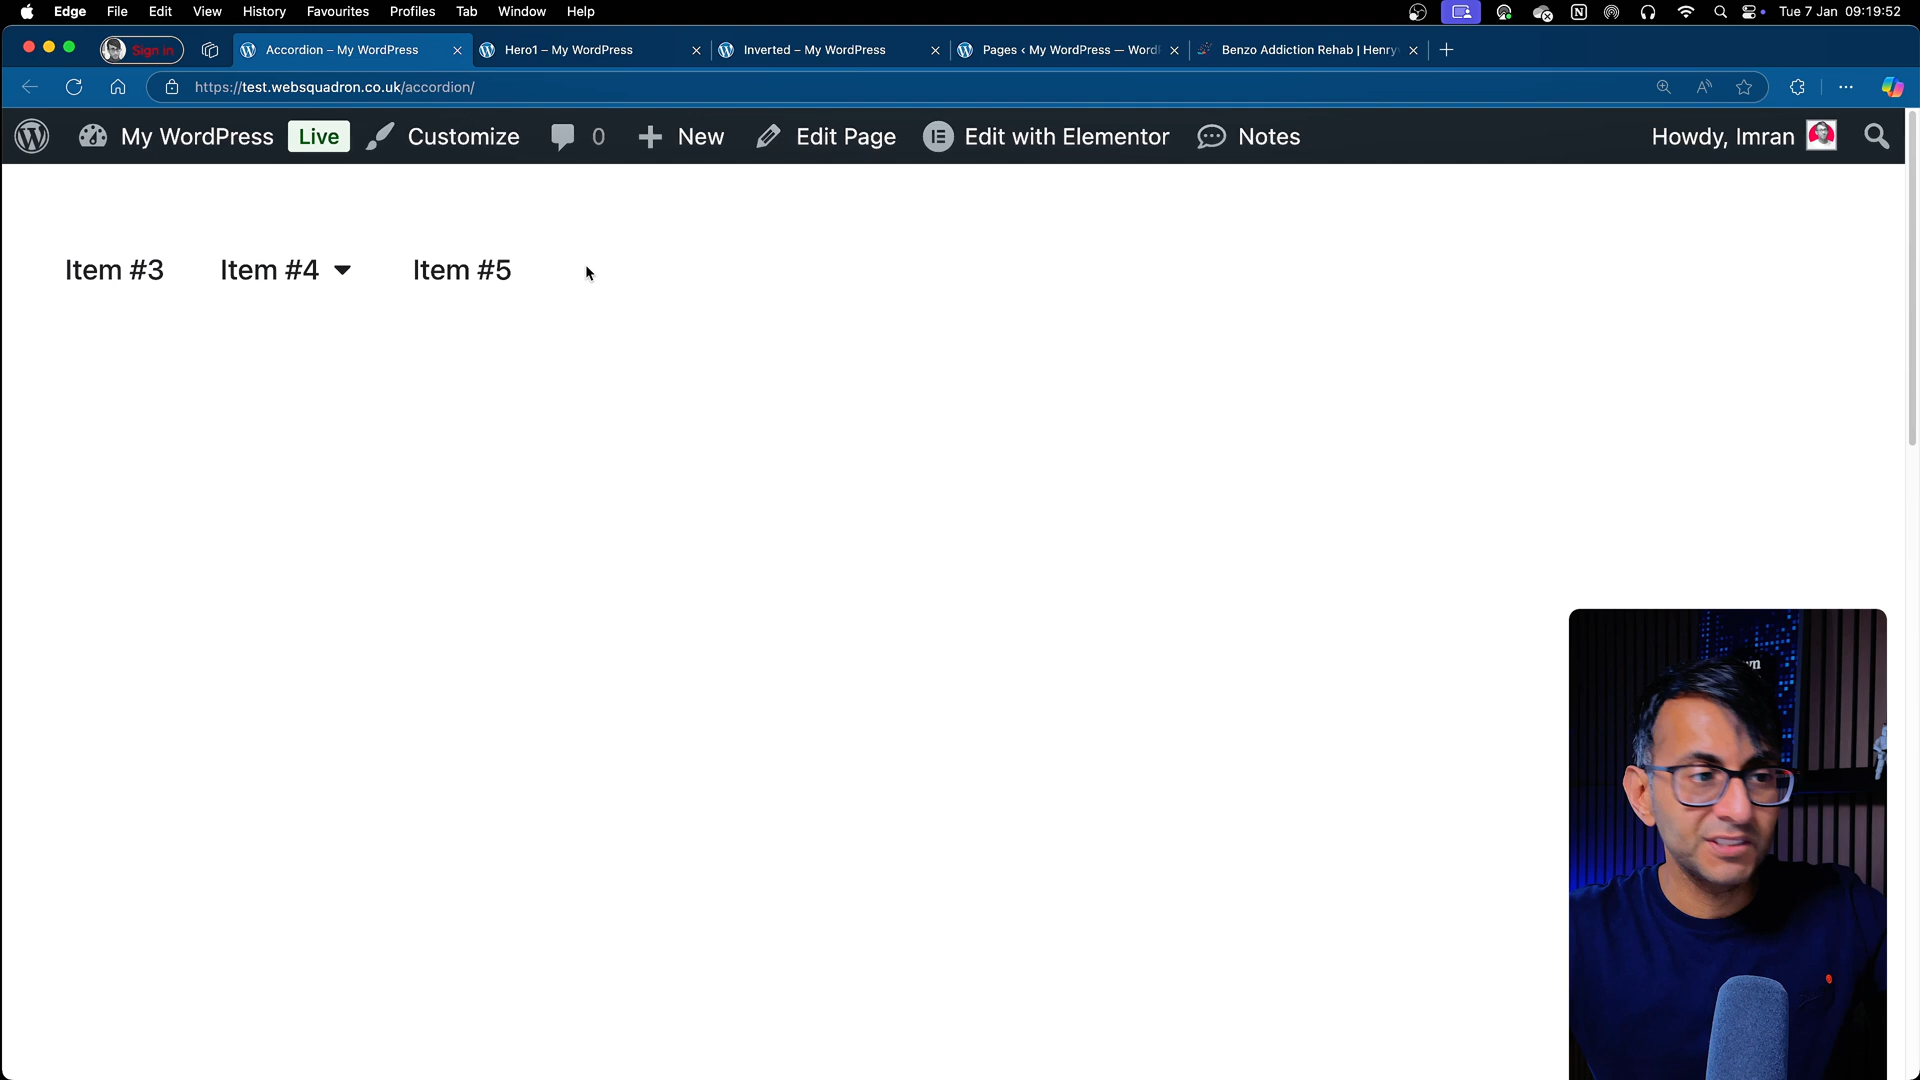 Edge File Edit View History Favourites Profiles Tab Window Help Tue 7 Jan 09:19:52
Sign in Accordion – My WordPress Hero1 – My WordPress Inverted – My WordPress Pages ‹ My WordPress — WordP Benzo Addiction Rehab | Henry
https://test.websquadron.co.uk/accordion/
My WordPress Live Customize 0 New Edit Page Edit with Elementor Notes Howdy, Imran
Item #3 Item #4 Item #5